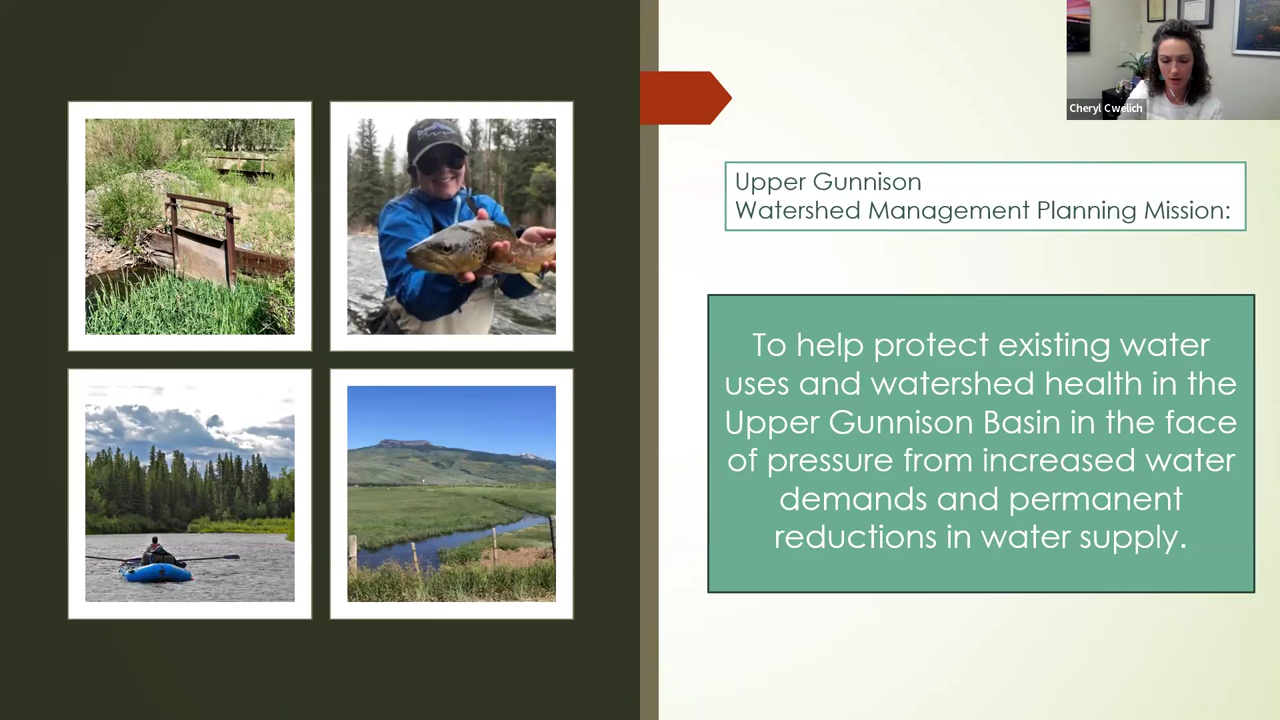 Cheryl Cwelich
Upper Gunnison
Watershed Management Planning Mission:
To help protect existing water
uses and watershed health in the
Upper Gunnison Basin in the face
of pressure from increased water
demands and permanent
reductions in water supply.